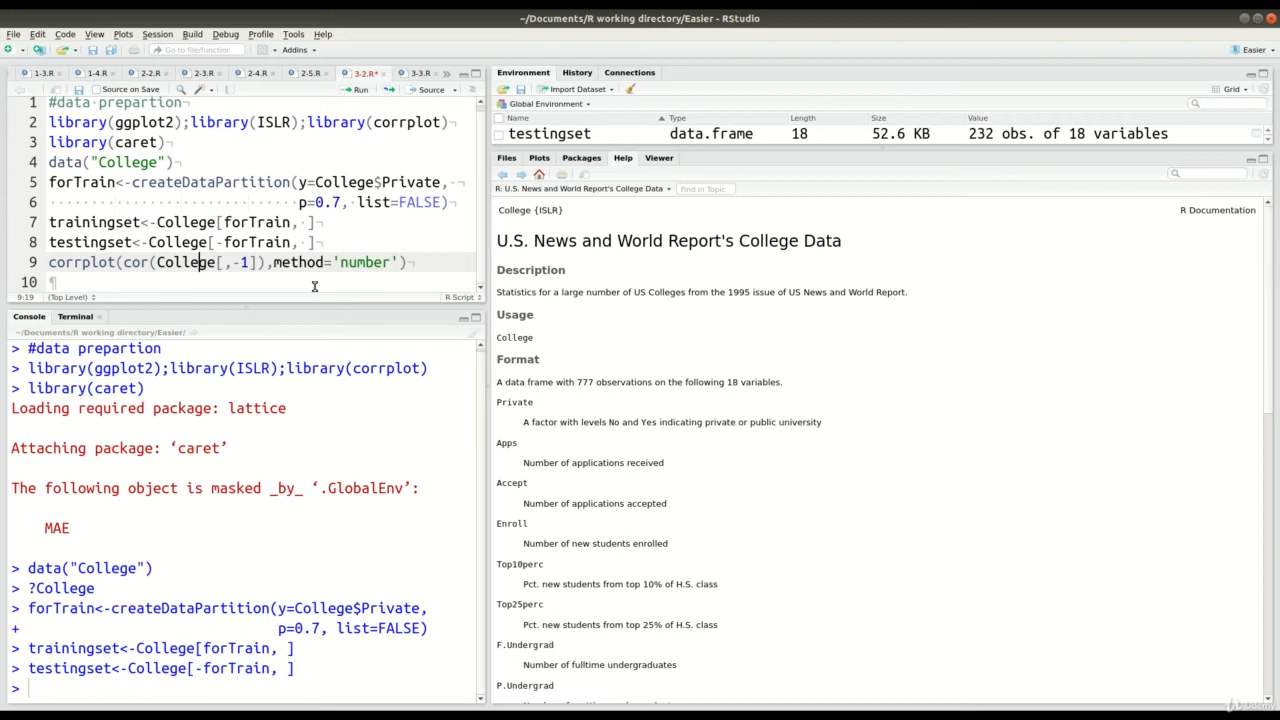 ~/Documents/R working directory/Easier - RStudio
File Edit Code View Plots Session Build Debug Profile Tools Help
Go to file/function Addins Easier
1-3.R 1-4.R 2-2.R 2-3.R 2-4.R 2-5.R 3-2.R* 3-3.R
Source on Save Run Source
1 #data·prepartion
2 library(ggplot2);library(ISLR);library(corrplot)¬
3 library(caret)¬
4 data("College")¬
5 forTrain<-createDataPartition(y=College$Private,·¬
6 ····························p=0.7,·list=FALSE)¬
7 trainingset<-College[forTrain,·]¬
8 testingset<-College[-forTrain,·]¬
9 corrplot(cor(College[,-1]),method='number')¬
10 ¶
9:19 (Top Level) R Script
Console Terminal
~/Documents/R working directory/Easier/
> #data prepartion
> library(ggplot2);library(ISLR);library(corrplot)
> library(caret)
Loading required package: lattice
Attaching package: ‘caret’
The following object is masked _by_ ‘.GlobalEnv’:
MAE
> data("College")
> ?College
> forTrain<-createDataPartition(y=College$Private,
+ p=0.7, list=FALSE)
> trainingset<-College[forTrain, ]
> testingset<-College[-forTrain, ]
>
Environment History Connections
Import Dataset Grid
Global Environment
Name Type Length Size Value
testingset data.frame 18 52.6 KB 232 obs. of 18 variables
Files Plots Packages Help Viewer
R: U.S. News and World Report's College Data Find in Topic
College {ISLR} R Documentation
U.S. News and World Report's College Data
Description
Statistics for a large number of US Colleges from the 1995 issue of US News and World Report.
Usage
College
Format
A data frame with 777 observations on the following 18 variables.
Private
A factor with levels No and Yes indicating private or public university
Apps
Number of applications received
Accept
Number of applications accepted
Enroll
Number of new students enrolled
Top10perc
Pct. new students from top 10% of H.S. class
Top25perc
Pct. new students from top 25% of H.S. class
F.Undergrad
Number of fulltime undergraduates
P.Undergrad
Udemy